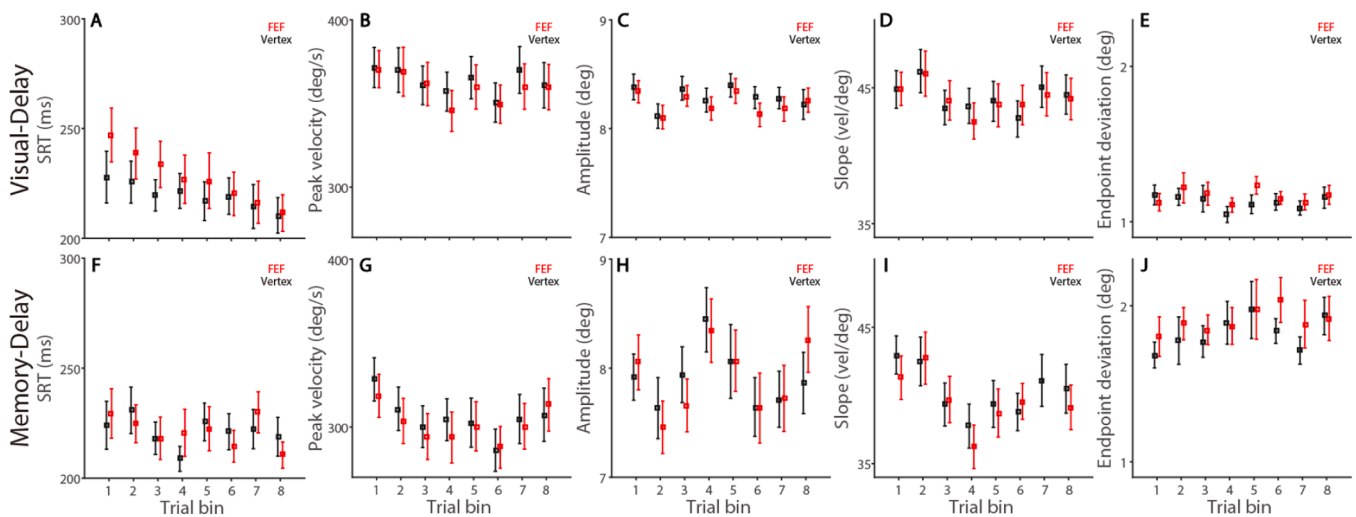 Visual-Delay
A
SRT (ms)
300
250
200
FEF
Vertex
B
Peak velocity (deg/s)
400
300
FEF
Vertex
C
Amplitude (deg)
9
8
7
FEF
Vertex
D
Slope (vel/deg)
45
35
FEF
Vertex
E
Endpoint deviation (deg)
2
1
FEF
Vertex
Memory-Delay
F
SRT (ms)
300
250
200
FEF
Vertex
1 2 3 4 5 6 7 8
Trial bin
G
Peak velocity (deg/s)
400
300
FEF
Vertex
1 2 3 4 5 6 7 8
Trial bin
H
Amplitude (deg)
9
8
7
FEF
Vertex
1 2 3 4 5 6 7 8
Trial bin
I
Slope (vel/deg)
43
35
FEF
Vertex
1 2 3 4 5 6 7 8
Trial bin
J
Endpoint deviation (deg)
2
1
FEF
Vertex
1 2 3 4 5 6 7 8
Trial bin